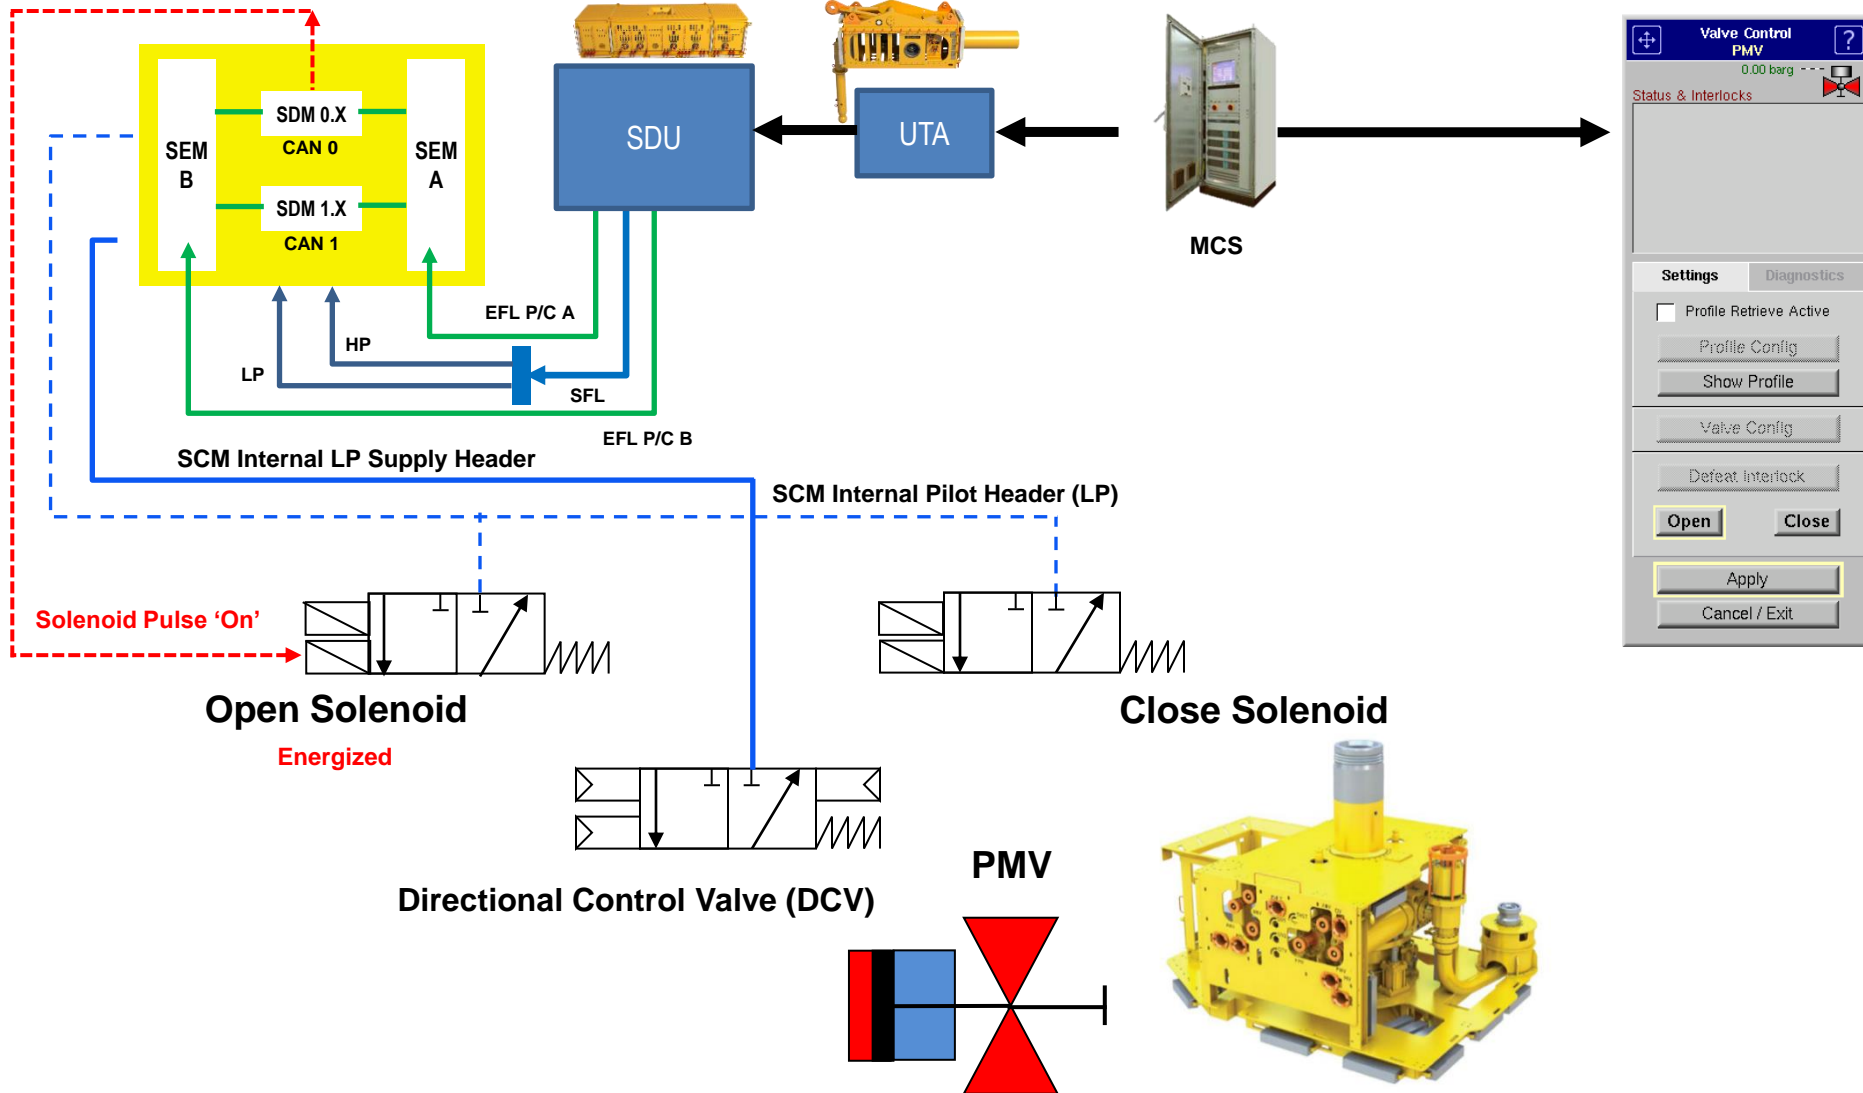 SEM
B
SDM 0.X
CAN 0
SDM 1.X
CAN 1
SEM
A
SDU
UTA
MCS
EFL P/C A
HP
LP
SFL
EFL P/C B
SCM Internal LP Supply Header
SCM Internal Pilot Header (LP)
Solenoid Pulse ‘On’
Open Solenoid
Energized
Close Solenoid
Directional Control Valve (DCV)
PMV
Valve Control
PMV
?
0.00 barg
Status & Interlocks
Settings
Diagnostics
Profile Retrieve Active
Profile Config
Show Profile
Valve Config
Defeat Interlock
Open
Close
Apply
Cancel / Exit